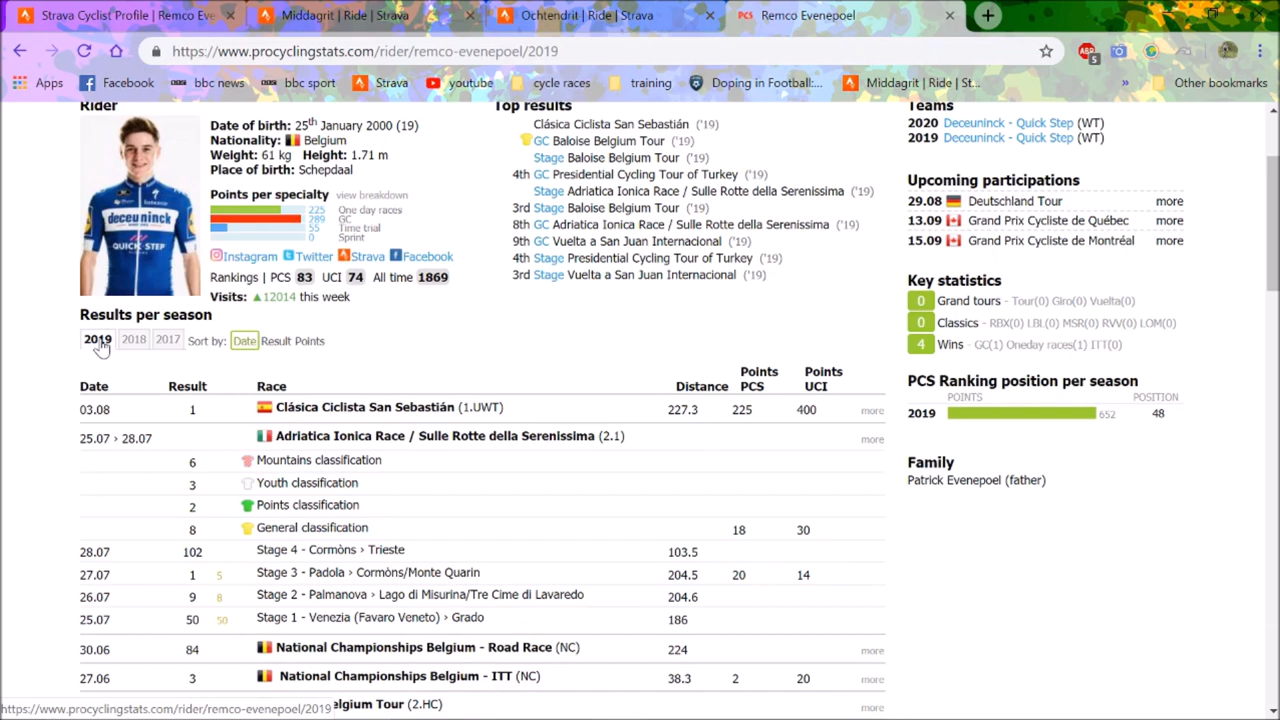 Strava Cyclist Profile | Remco Eve
Middagrit | Ride | Strava
Ochtendrit | Ride | Strava
PCS Remco Evenepoel
https://www.procyclingstats.com/rider/remco-evenepoel/2019
ABP 5
Apps Facebook bbc news bbc sport Strava youtube cycle races training Doping in Football:... Middagrit | Ride | St... » Other bookmarks
Rider
Date of birth: 25th January 2000 (19)
Nationality: Belgium
Weight: 61 kg Height: 1.71 m
Place of birth: Schepdaal
Points per specialty view breakdown
225 One day races
289 GC
55 Time trial
0 Sprint
Instagram Twitter Strava Facebook
Rankings | PCS 83 UCI 74 All time 1869
Visits: ▲12014 this week
deceuninck
QUICK STEP
Top results
Clásica Ciclista San Sebastián ('19)
GC Baloise Belgium Tour ('19)
Stage Baloise Belgium Tour ('19)
4th GC Presidential Cycling Tour of Turkey ('19)
Stage Adriatica Ionica Race / Sulle Rotte della Serenissima ('19)
3rd Stage Baloise Belgium Tour ('19)
8th GC Adriatica Ionica Race / Sulle Rotte della Serenissima ('19)
9th GC Vuelta a San Juan Internacional ('19)
4th Stage Presidential Cycling Tour of Turkey ('19)
3rd Stage Vuelta a San Juan Internacional ('19)
Teams
2020 Deceuninck - Quick Step (WT)
2019 Deceuninck - Quick Step (WT)
Upcoming participations
29.08 Deutschland Tour more
13.09 Grand Prix Cycliste de Québec more
15.09 Grand Prix Cycliste de Montréal more
Key statistics
0 Grand tours - Tour(0) Giro(0) Vuelta(0)
0 Classics - RBX(0) LBL(0) MSR(0) RVV(0) LOM(0)
4 Wins - GC(1) Oneday races(1) ITT(0)
PCS Ranking position per season
POINTS POSITION
2019 652 48
Family
Patrick Evenepoel (father)
Results per season
2019 2018 2017 Sort by: Date Result Points
Date Result Race Distance Points PCS Points UCI
03.08 1 Clásica Ciclista San Sebastián (1.UWT) 227.3 225 400 more
25.07 › 28.07 Adriatica Ionica Race / Sulle Rotte della Serenissima (2.1) more
6 Mountains classification
3 Youth classification
2 Points classification
8 General classification 18 30
28.07 102 Stage 4 - Cormòns › Trieste 103.5
27.07 1 5 Stage 3 - Padola › Cormòns/Monte Quarin 204.5 20 14
26.07 9 8 Stage 2 - Palmanova › Lago di Misurina/Tre Cime di Lavaredo 204.6
25.07 50 50 Stage 1 - Venezia (Favaro Veneto) › Grado 186
30.06 84 National Championships Belgium - Road Race (NC) 224 more
27.06 3 National Championships Belgium - ITT (NC) 38.3 2 20 more
elgium Tour (2.HC) more
https://www.procyclingstats.com/rider/remco-evenepoel/2019